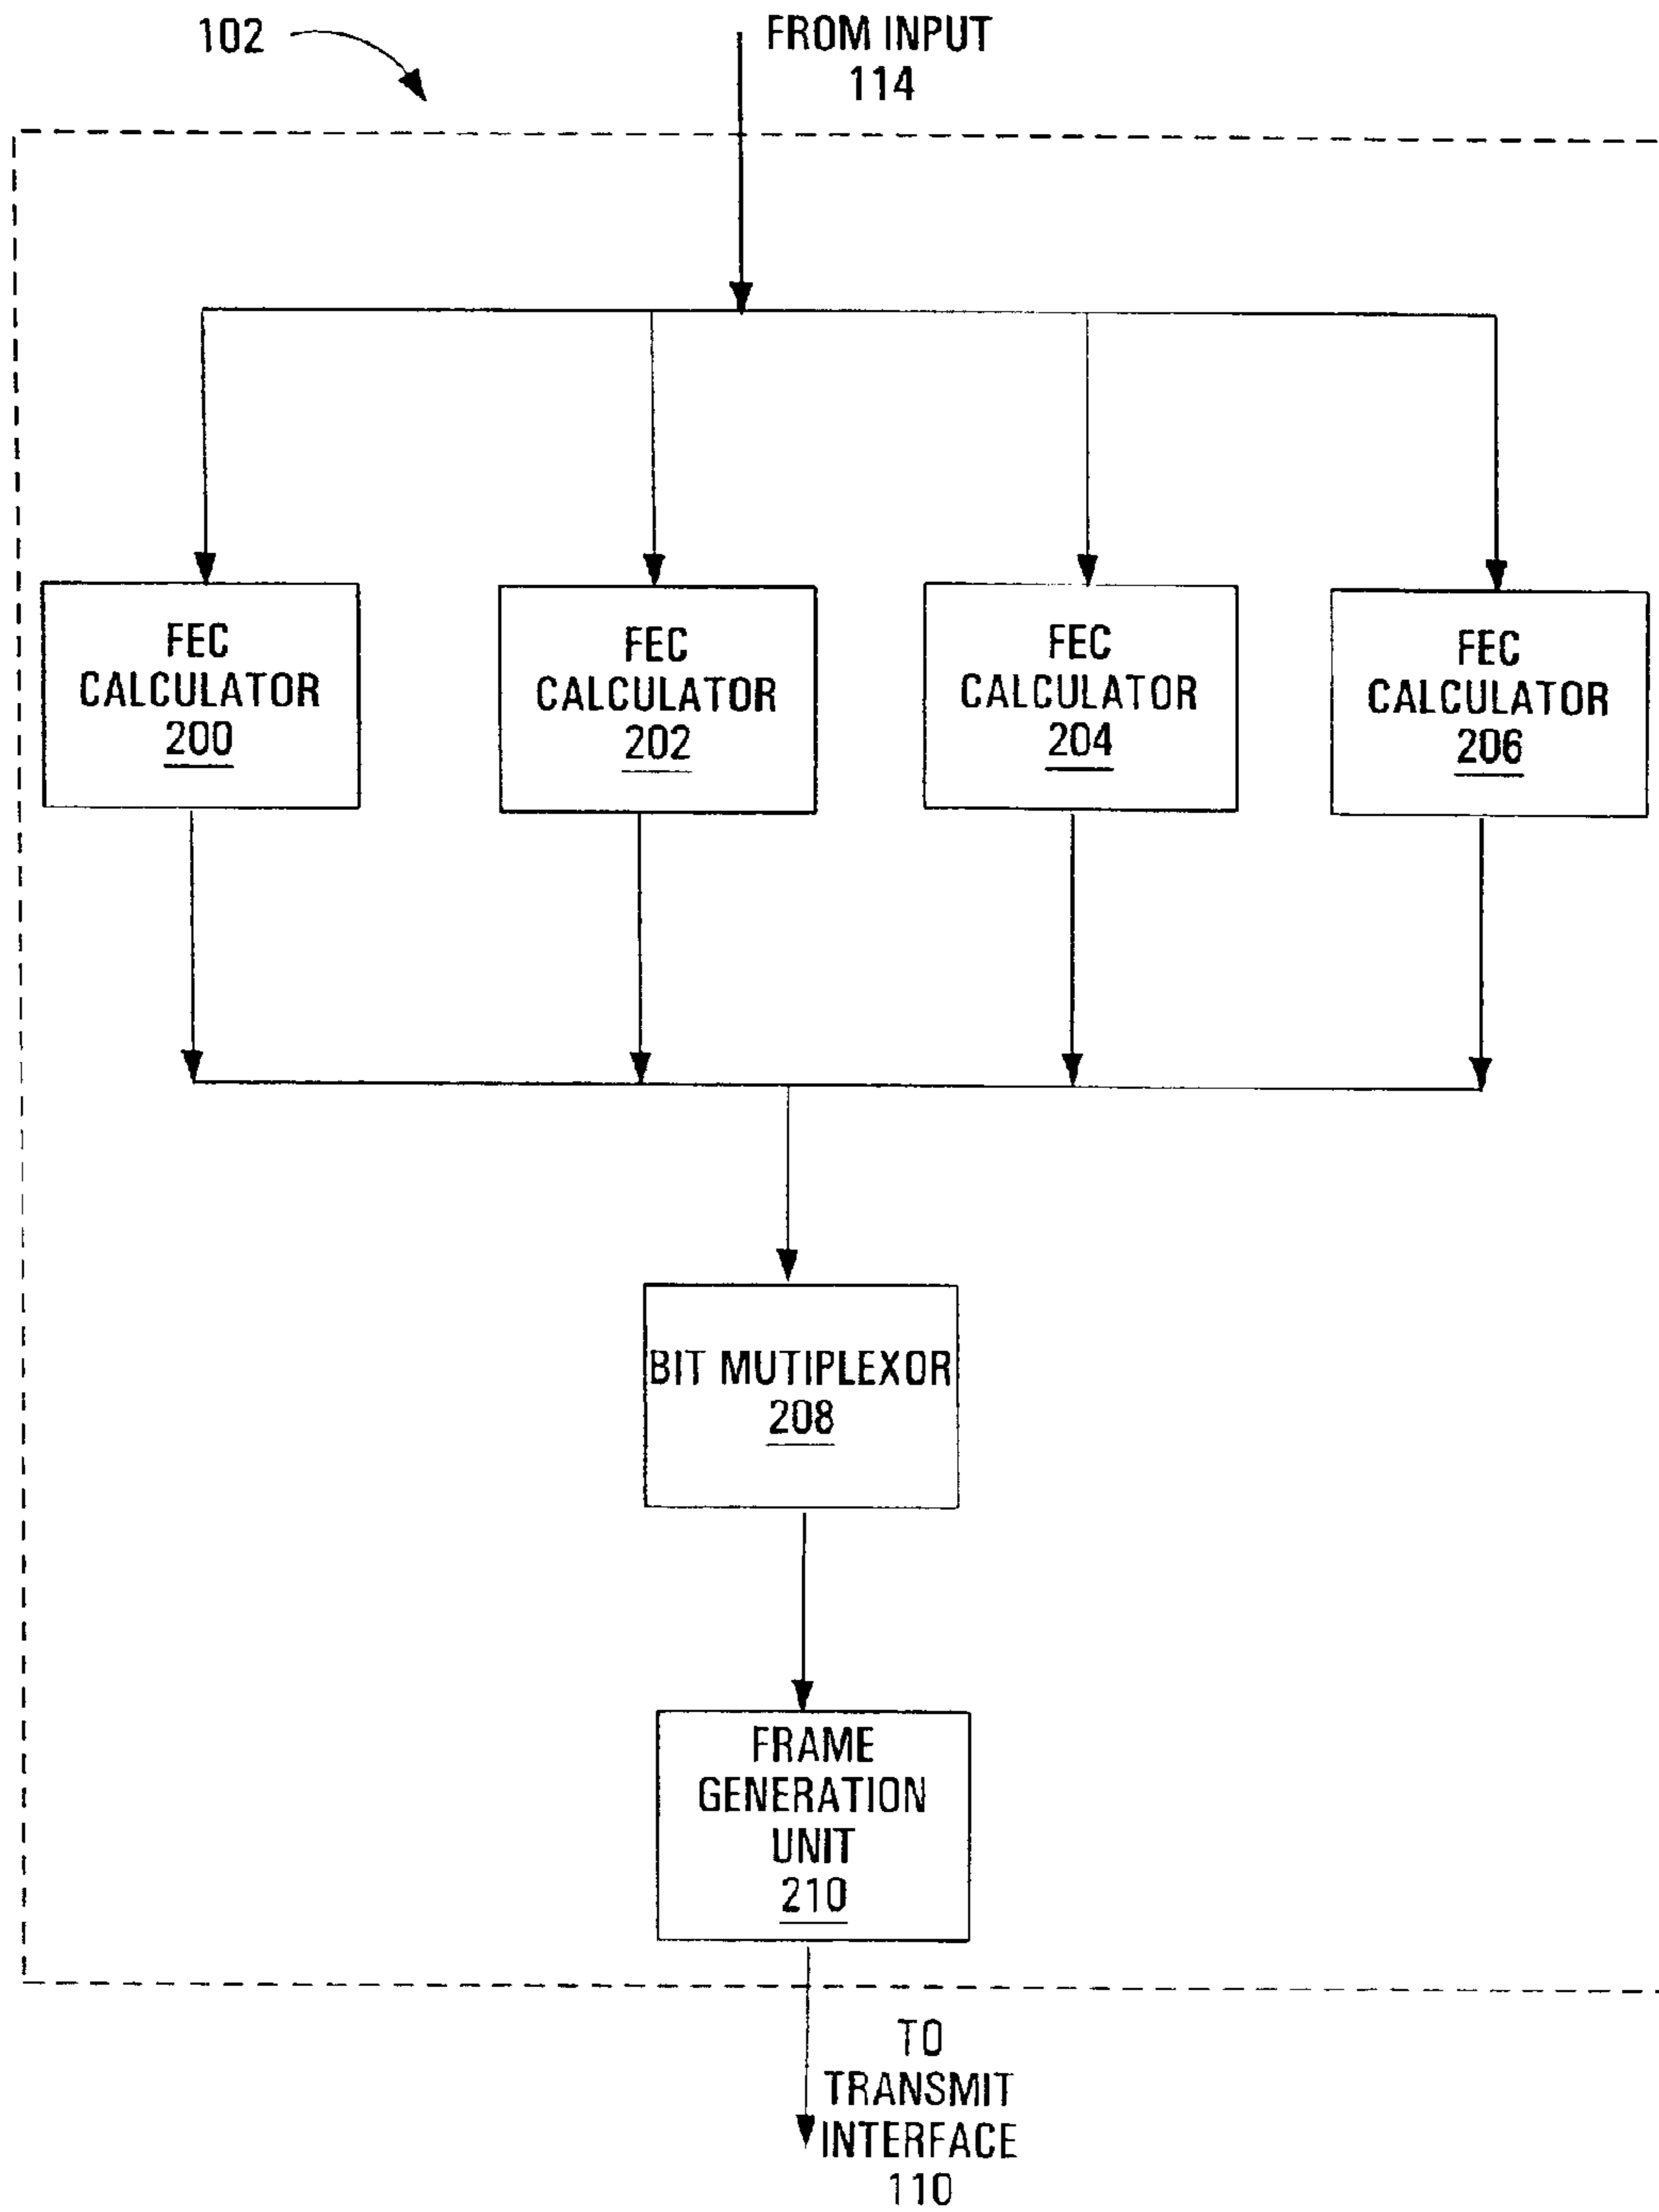 102
FROM INPUT
114
FEC
CALCULATOR
200
FEC
CALCULATOR
202
FEC
CALCULATOR
204
FEC
CALCULATOR
206
BIT MUTIPLEXOR
208
FRAME
GENERATION
UNIT
210
TO
TRANSMIT
INTERFACE
110